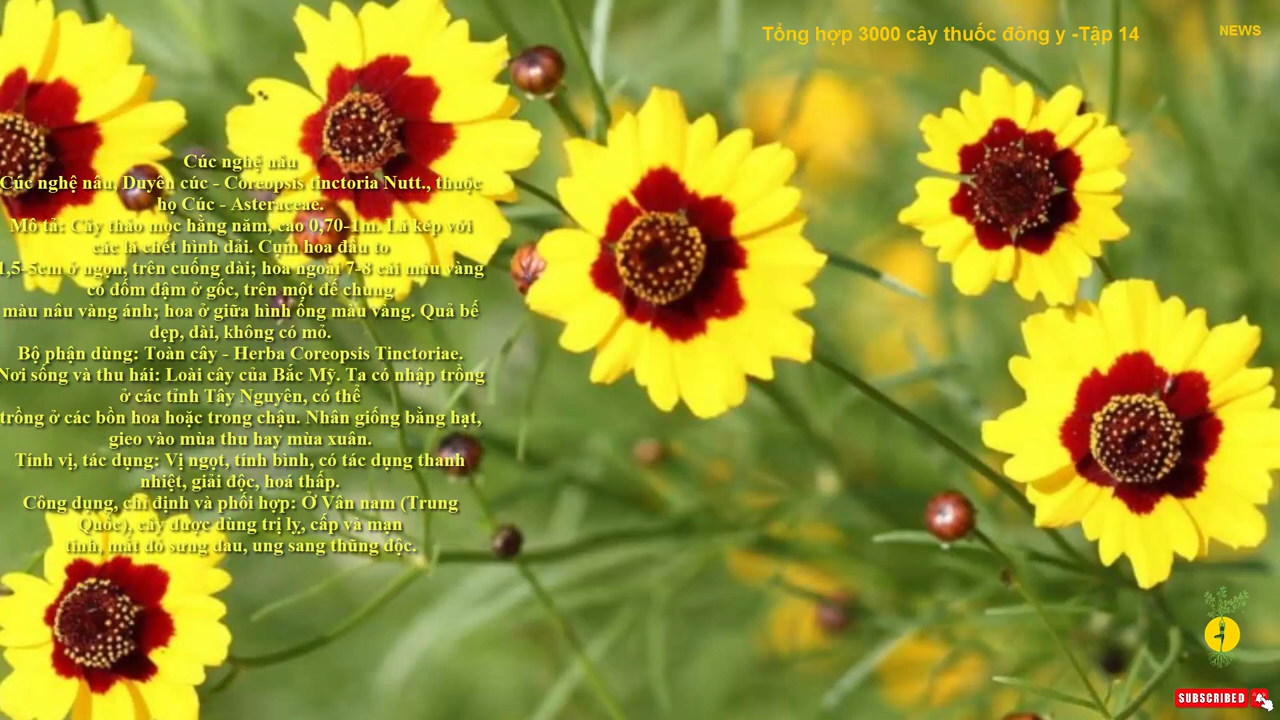 Tổng hợp 3000 cây thuốc đông y -Tập 14
NEWS
Cúc nghệ nâu
Cúc nghệ nâu, Duyên cúc - Coreopsis tinctoria Nutt., thuộc
họ Cúc - Asteraceae.
Mô tả: Cây thảo mọc hằng năm, cao 0,70-1m. Lá kép với
các lá chét hình dải. Cụm hoa đầu to
1,5-5cm ở ngọn, trên cuống dài; hoa ngoài 7-8 cái màu vàng
có đốm đậm ở gốc, trên một đế chung
màu nâu vàng ánh; hoa ở giữa hình ống màu vàng. Quả bế
dẹp, dài, không có mỏ.
Bộ phận dùng: Toàn cây - Herba Coreopsis Tinctoriae.
Nơi sống và thu hái: Loài cây của Bắc Mỹ. Ta có nhập trồng
ở các tỉnh Tây Nguyên, có thể
trồng ở các bồn hoa hoặc trong chậu. Nhân giống bằng hạt,
gieo vào mùa thu hay mùa xuân.
Tính vị, tác dụng: Vị ngọt, tính bình, có tác dụng thanh
nhiệt, giải độc, hoá thấp.
Công dụng, chỉ định và phối hợp: Ở Vân nam (Trung
Quốc), cây được dùng trị lỵ, cấp và mạn
tính, mắt đỏ sưng đau, ung sang thũng độc.
SUBSCRIBED